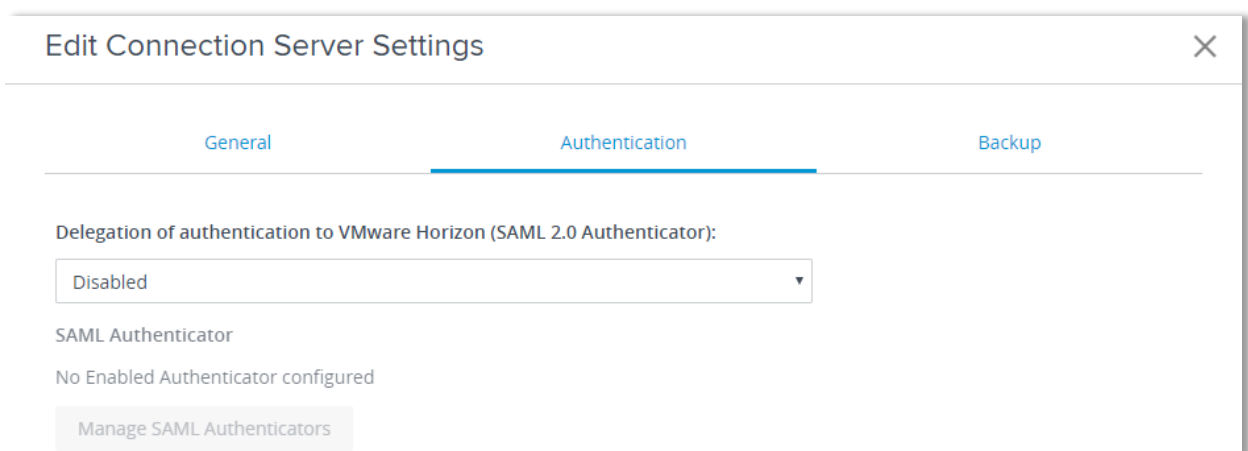 Edit Connection Server Settings
General Authentication Backup
Delegation of authentication to VMware Horizon (SAML 2.0 Authenticator):
Disabled
SAML Authenticator
No Enabled Authenticator configured
Manage SAML Authenticators